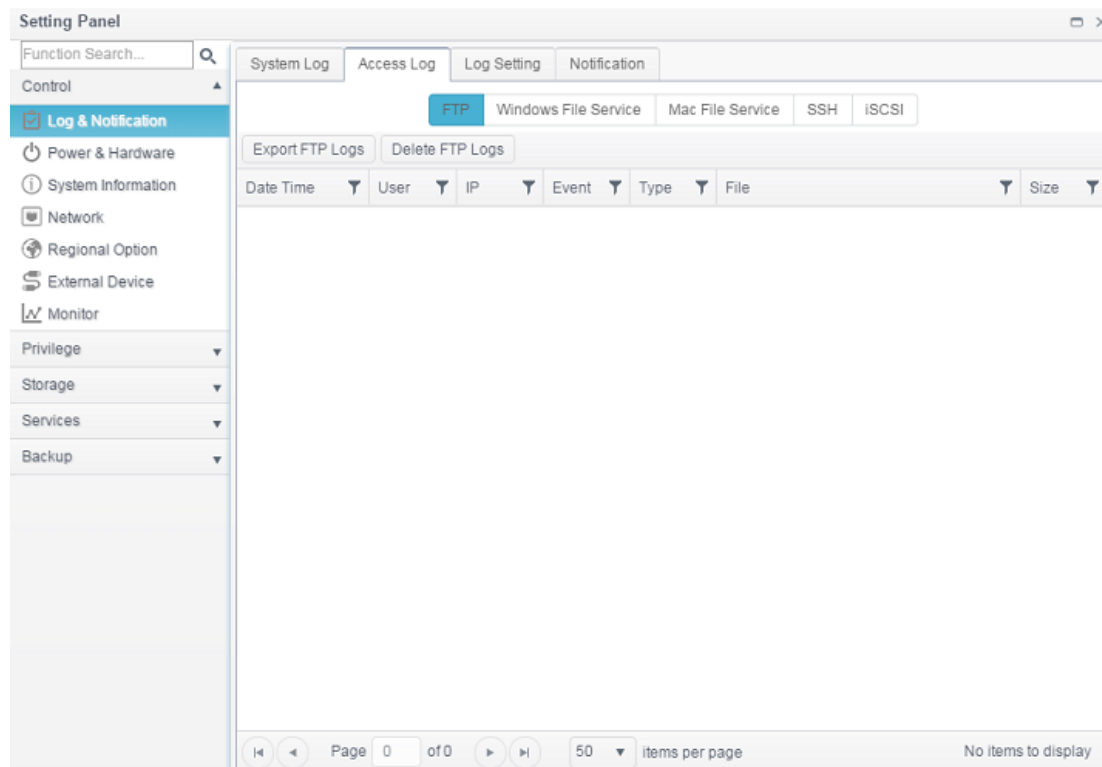 Setting Panel
Function Search...
Control
Log & Notification
Power & Hardware
System Information
Network
Regional Option
External Device
Monitor
Privilege
Storage
Services
Backup
System Log Access Log Log Setting Notification
FTP Windows File Service Mac File Service SSH iSCSI
Export FTP Logs Delete FTP Logs
Date Time User IP Event Type File Size
Page 0 of 0 50 items per page No items to display